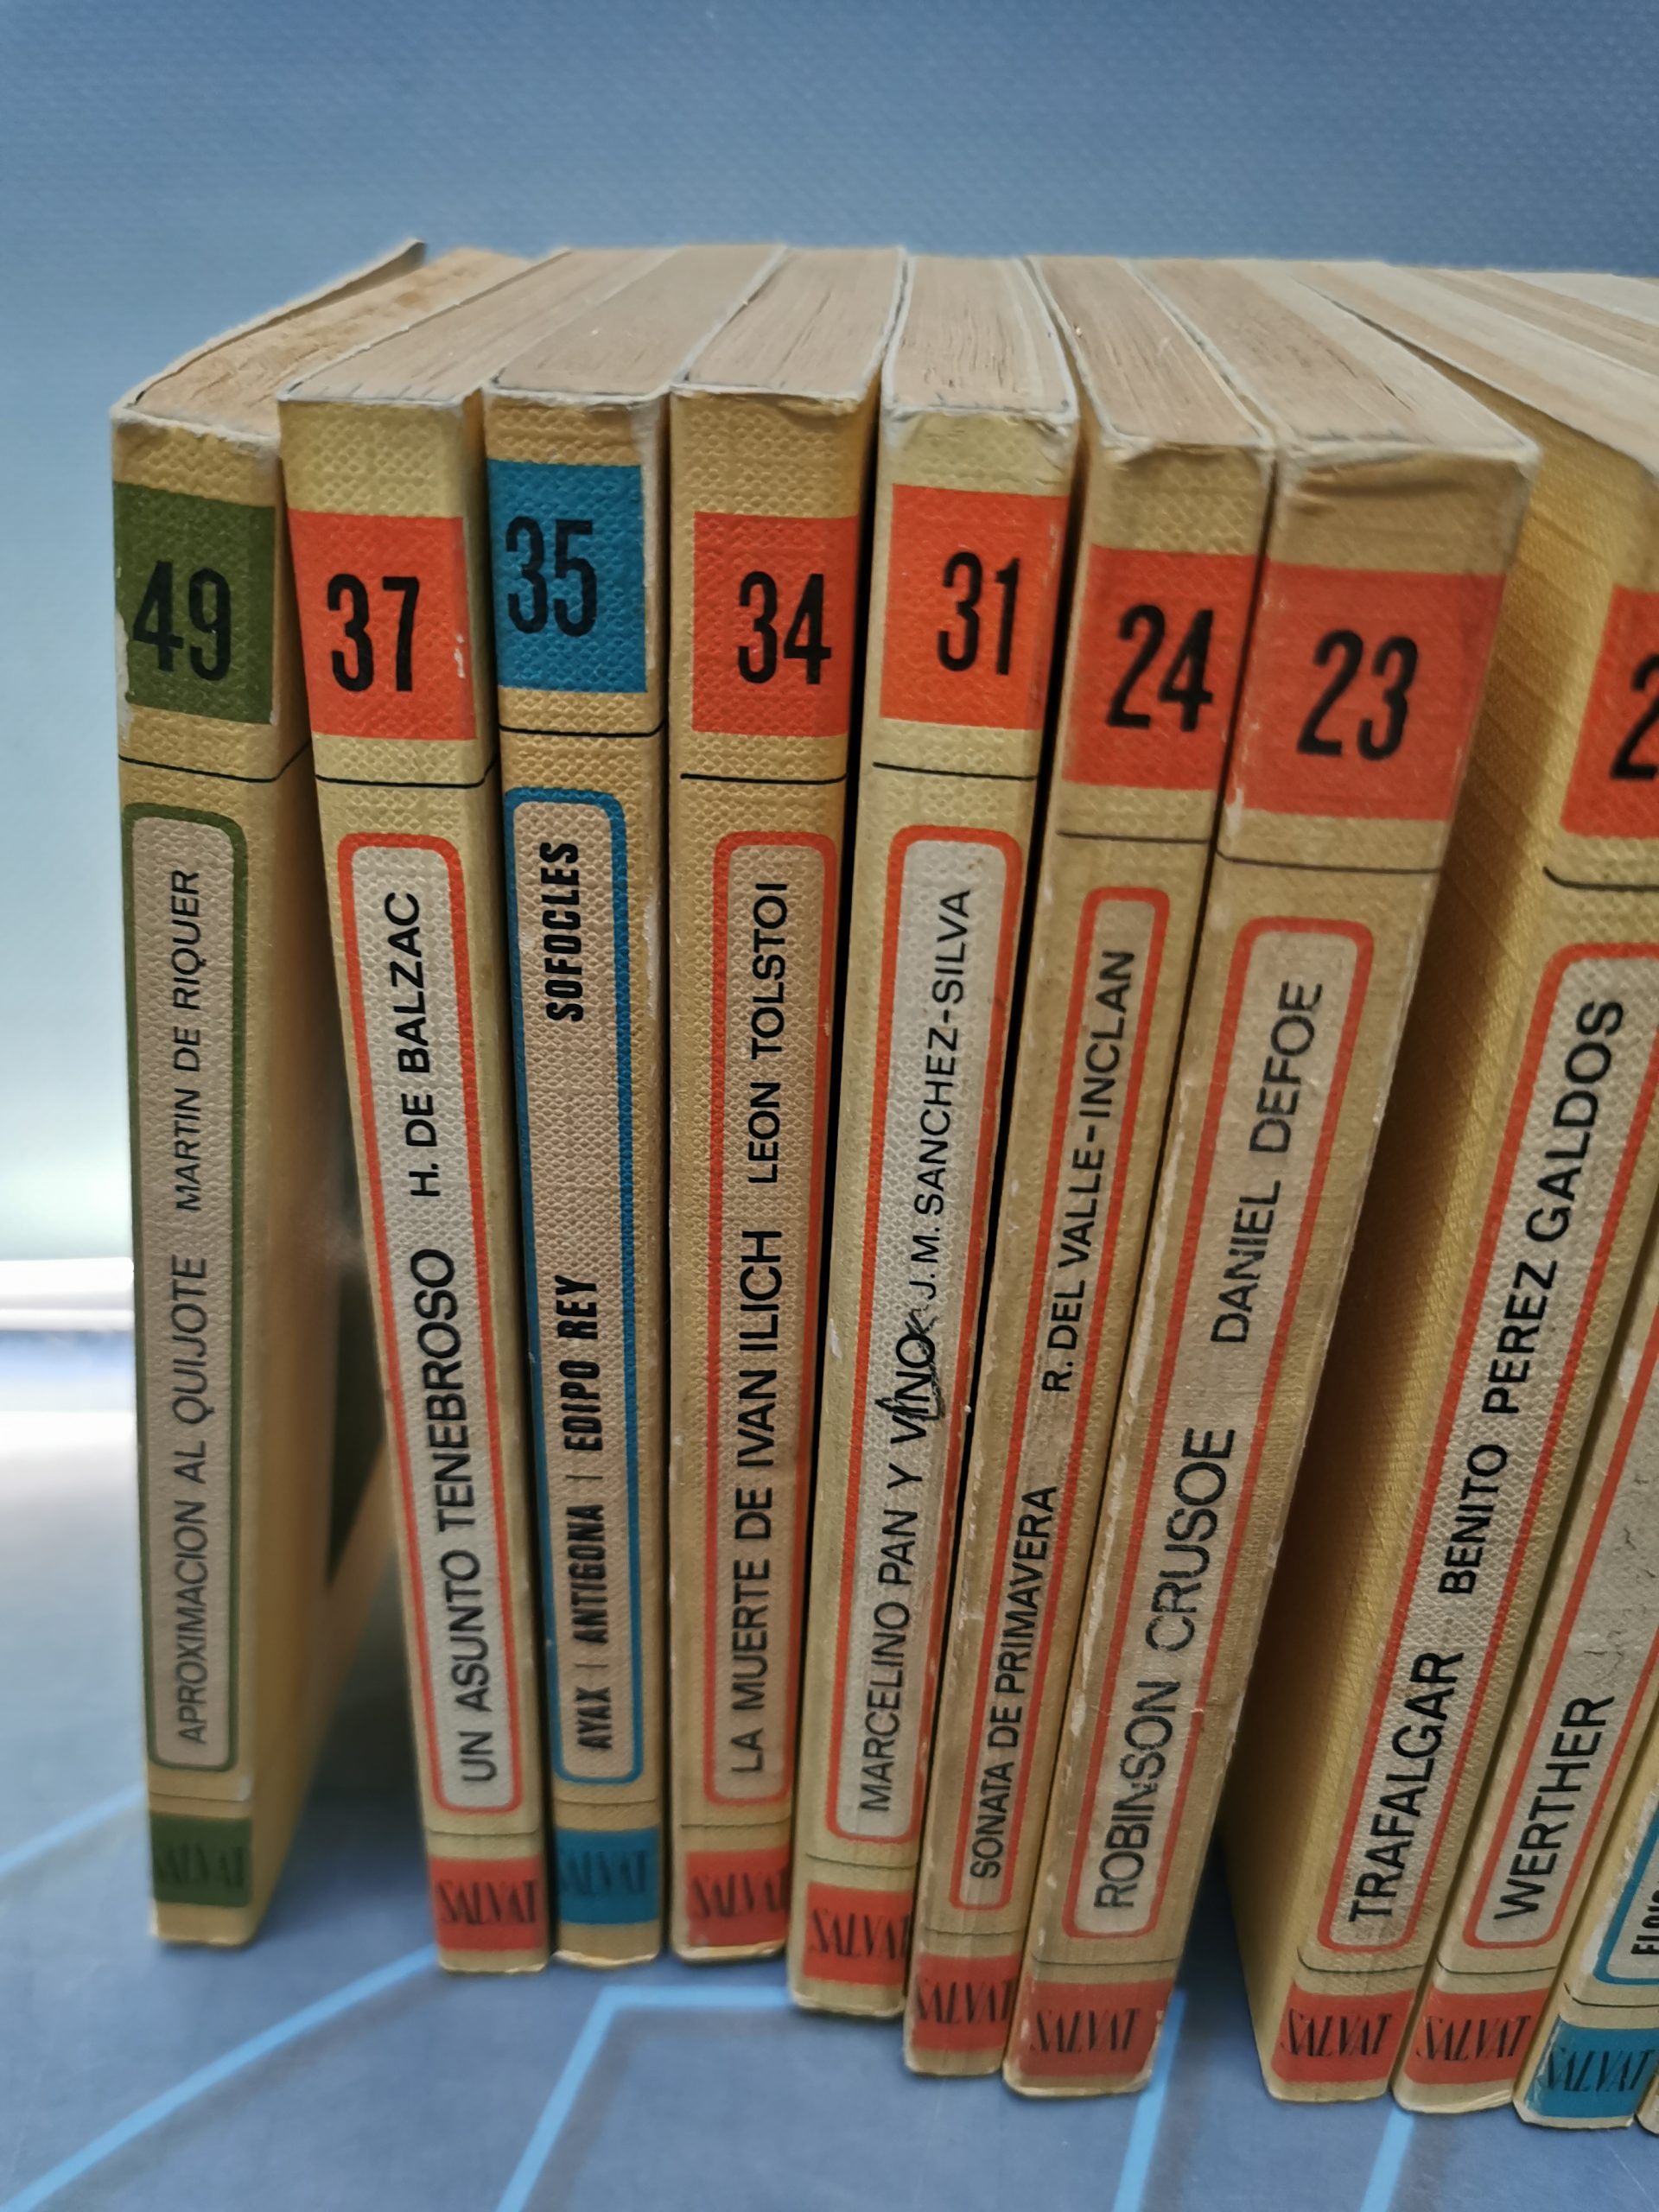 49
APROXIMACION AL QUIJOTE MARTIN DE RIQUER
SALVAT
37
UN ASUNTO TENEBROSO H. DE BALZAC
SALVAT
35
AYAX | ANTIGONA | EDIPO REY SOFOCLES
SALVAT
34
LA MUERTE DE IVAN ILICH LEON TOLSTOI
SALVAT
31
MARCELINO PAN Y VINO J. M. SANCHEZ-SILVA
SALVAT
24
SONATA DE PRIMAVERA R. DEL VALLE-INCLAN
SALVAT
23
ROBINSON CRUSOE DANIEL DEFOE
SALVAT
TRAFALGAR BENITO PEREZ GALDOS
SALVAT
WERTHER
SALVAT
SALVAT